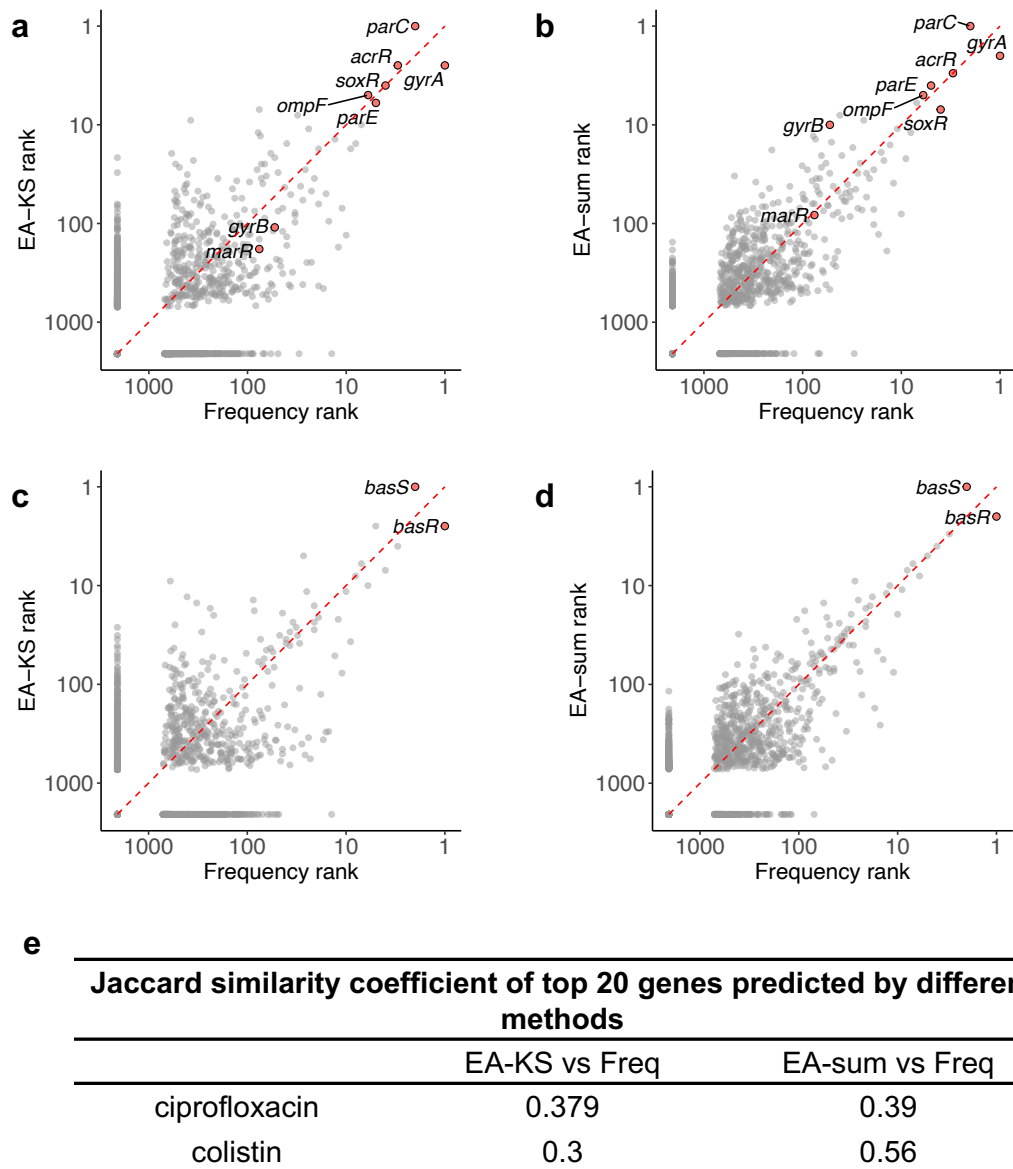 a
EA-KS rank
1
10
100
1000
parC
acrR
soxR
gyrA
ompF
parE
gyrB
marR
1000 100 10 1
Frequency rank
b
EA-sum rank
1
10
100
1000
parC
gyrA
acrR
parE
ompF
gyrB
soxR
marR
1000 100 10 1
Frequency rank
c
EA-KS rank
1
10
100
1000
basS
basR
1000 100 10 1
Frequency rank
d
EA-sum rank
1
10
100
1000
basS
basR
1000 100 10 1
Frequency rank
e
Jaccard similarity coefficient of top 20 genes predicted by differen
methods
EA-KS vs Freq EA-sum vs Freq
ciprofloxacin 0.379 0.39
colistin 0.3 0.56